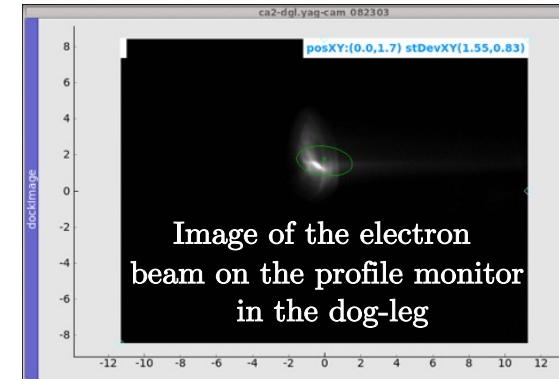 ca2-dgl.yag-cam 082303
posXY:(0.0,1.7) stDevXY(1.55,0.83)
dockImage
8
6
4
2
0
-2
-4
-6
-8
Image of the electron
beam on the profile monitor
in the dog-leg
-12 -10 -8 -6 -4 -2 0 2 4 6 8 10 12